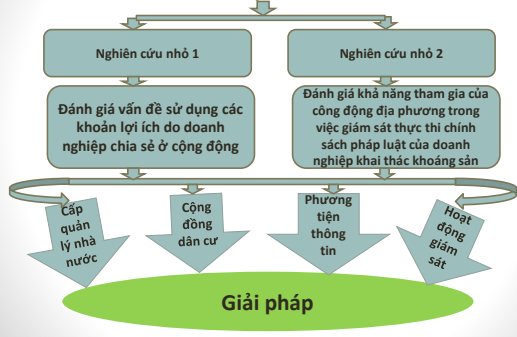 Nghiên cứu nhỏ 1
Nghiên cứu nhỏ 2
Đánh giá vấn đề sử dụng các
khoản lợi ích do doanh
nghiệp chia sẻ ở cộng động
Đánh giá khả năng tham gia của
công động địa phương trong
việc giám sát thực thi chính
sách pháp luật của doanh
nghiệp khai thác khoáng sản
Cấp
quản
lý nhà
nước
Cộng
đồng
dân cư
Phương
tiện
thông
tin
Hoạt
động
giám
sát
Giải pháp